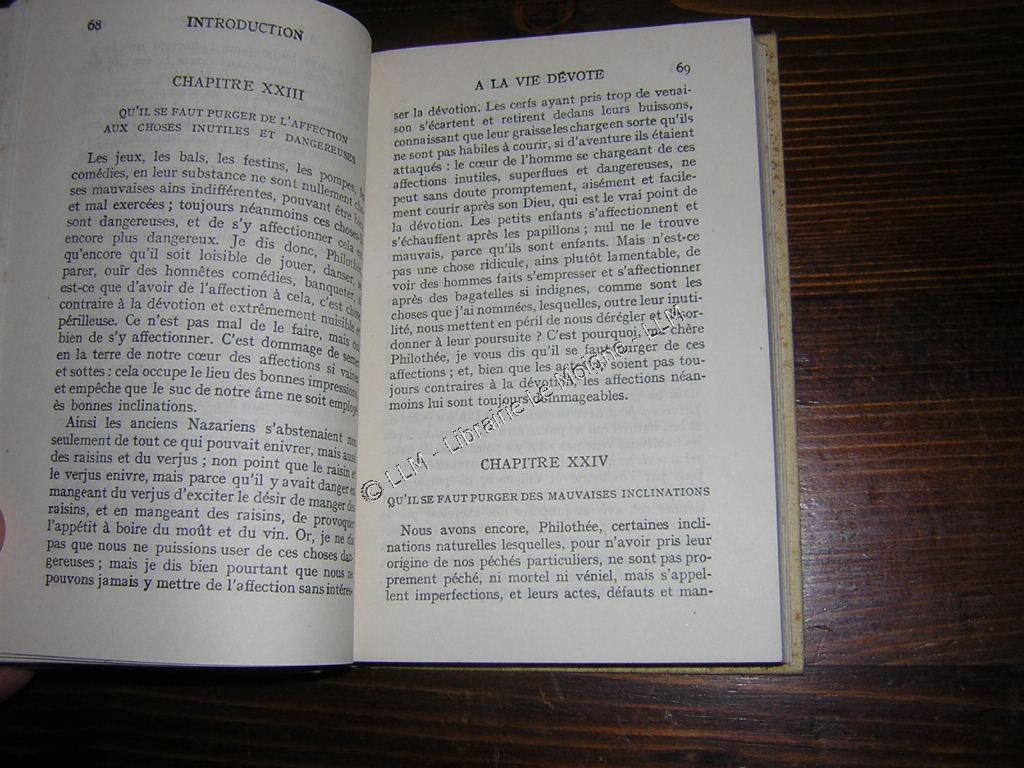 68 INTRODUCTION
CHAPITRE XXIII
QU'IL SE FAUT PURGER DE L'AFFECTION
AUX CHOSES INUTILES ET DANGEREUSES
Les jeux, les bals, les festins, les pompes,
comédies, en leur substance ne sont nullement
ses mauvaises ains indifférentes, pouvant être
et mal exercées ; toujours néanmoins ces choses-
sont dangereuses, et de s'y affectionner cela
encore plus dangereux. Je dis donc,
qu'encore qu'il soit loisible de jouer, danser,
parer, ouïr des honnêtes comédies, banqueter,
est-ce que d'avoir de l'affection à cela, c'est
contraire à la dévotion et extrêmement nuisible
périlleuse. Ce n'est pas mal de le faire, mais
bien de s'y affectionner. C'est dommage de
en la terre de notre cœur des affections si
et sottes : cela occupe le lieu des bonnes
et empêche que le suc de notre âme ne soit
ès bonnes inclinations.
Ainsi les anciens Nazariens s'abstenaient
seulement de tout ce qui pouvait enivrer, mais
des raisins et du verjus ; non point que le raisin
le verjus enivre, mais parce qu'il y avait danger
mangeant du verjus d'exciter le désir de manger
raisins, et en mangeant des raisins, de provoquer
l'appétit à boire du moût et du vin. Or, je ne
pas que nous ne puissions user de ces choses dan-
gereuses ; mais je dis bien pourtant que nous ne
pouvons jamais y mettre de l'affection sans intéres-
A LA VIE DÉVOTE 69
ser la dévotion. Les cerfs ayant pris trop de venai-
son s'écartent et retirent dedans leurs buissons,
connaissant que leur graisse les charge en sorte qu'ils
ne sont pas habiles à courir, si d'aventure ils étaient
attaqués : le cœur de l'homme se chargeant de ces
affections inutiles, superflues et dangereuses, ne
peut sans doute promptement, aisément et facile-
ment courir après son Dieu, qui est le vrai point de
la dévotion. Les petits enfants s'affectionnent et
s'échauffent après les papillons ; nul ne le trouve
mauvais, parce qu'ils sont enfants. Mais n'est-ce
pas une chose ridicule, ains plutôt lamentable, de
voir des hommes faits s'empresser et s'affectionner
après des bagatelles si indignes, comme sont les
choses que j'ai nommées, lesquelles, outre leur inuti-
lité, nous mettent en péril de nous dérégler et désor-
donner à leur poursuite ? C'est pourquoi, ma chère
Philothée, je vous dis qu'il se faut purger de ces
affections ; et, bien que les actes ne soient pas tou-
jours contraires à la dévotion, les affections néan-
moins lui sont toujours dommageables.
CHAPITRE XXIV
QU'IL SE FAUT PURGER DES MAUVAISES INCLINATIONS
Nous avons encore, Philothée, certaines incli-
nations naturelles lesquelles, pour n'avoir pris leur
origine de nos péchés particuliers, ne sont pas pro-
prement péché, ni mortel ni véniel, mais s'appel-
lent imperfections, et leurs actes, défauts et man-
© LLM - Librairie Le Moigne - LLM